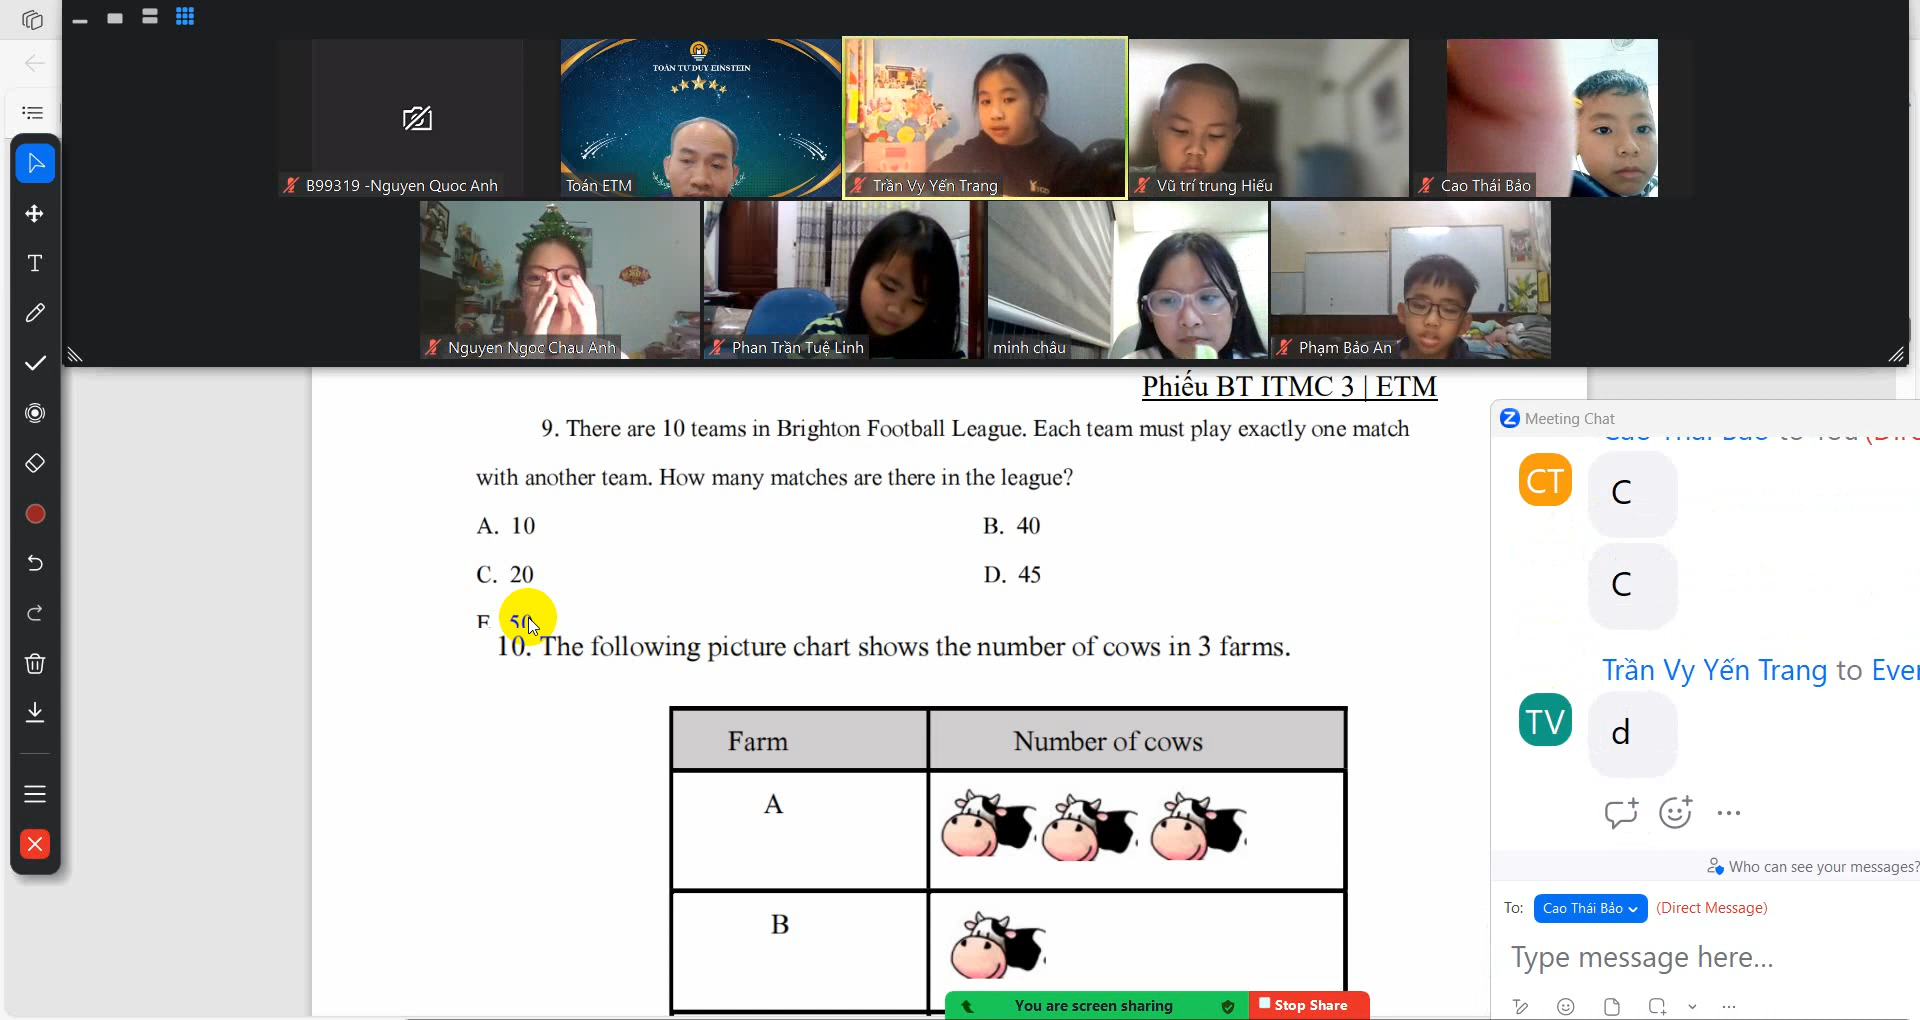 TOÁN TƯ DUY EINSTEIN
B99319 -Nguyen Quoc Anh
Toán ETM
Trần Vy Yến Trang
Vũ trí trung Hiếu
Cao Thái Bảo
Nguyen Ngoc Chau Anh
Phan Trần Tuệ Linh
minh châu
Phạm Bảo An
Phiếu BT ITMC 3 | ETM
9. There are 10 teams in Brighton Football League. Each team must play exactly one match
with another team. How many matches are there in the league?
A. 10
B. 40
C. 20
D. 45
E 50
10. The following picture chart shows the number of cows in 3 farms.
Farm
Number of cows
A
B
Meeting Chat
CT
C
C
Trần Vy Yến Trang to Ever
TV
d
Who can see your messages?
To: Cao Thái Bảo (Direct Message)
Type message here...
You are screen sharing
Stop Share